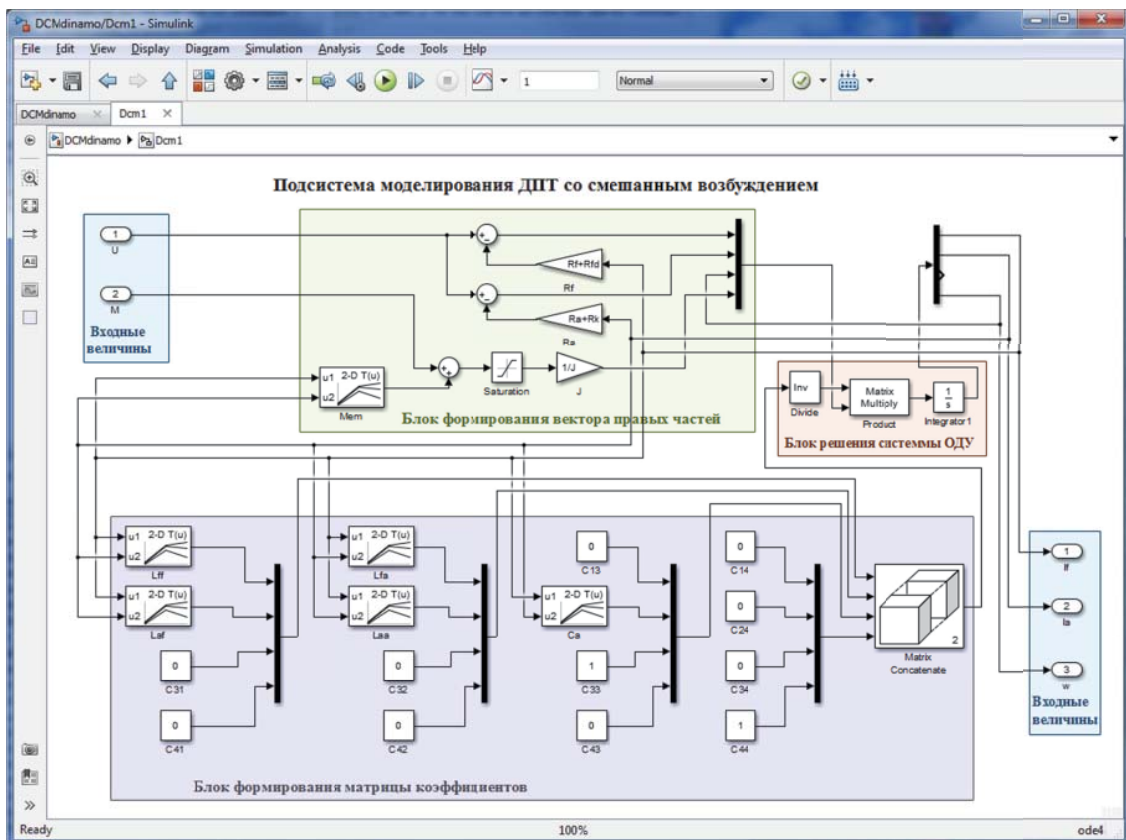 DCMdinamo/Dcm1 - Simulink
File Edit View Display Diagram Simulation Analysis Code Tools Help
1
Normal
DCMdinamo
Dcm1
DCMdinamo
Dcm1
Подсистема моделирования ДПТ со смешанным возбуждением
1
U
2
M
Входные
величины
+
-
Rf+Rfd
Rf
+
-
Ra+Rk
Ra
+
+
Saturation
1/J
J
u1
u2
2-D T(u)
Mem
Блок формирования вектора правых частей
Inv
Divide
Matrix
Multiply
Product
1
s
Integrator1
Блок решения системмы ОДУ
u1
u2
2-D T(u)
Lff
u1
u2
2-D T(u)
Laf
0
C31
0
C41
u1
u2
2-D T(u)
Lfa
u1
u2
2-D T(u)
Laa
0
C32
0
C42
0
C13
u1
u2
2-D T(u)
Ca
1
C33
0
C43
0
C14
0
C24
0
C34
1
C44
2
Matrix
Concatenate
Блок формирования матрицы коэффициентов
1
If
2
Ia
3
w
Входные
величины
Ready
100%
ode4